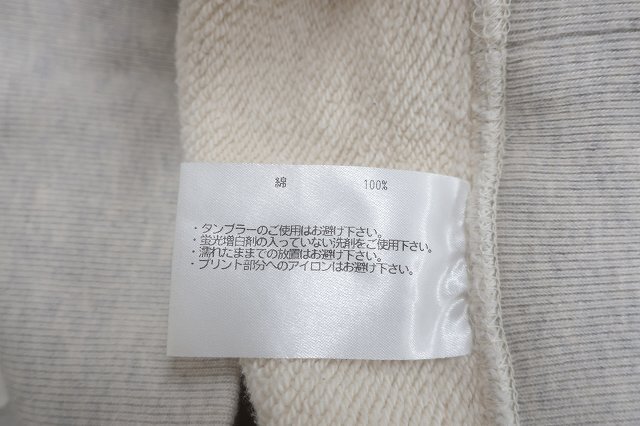 綿 100%
・タンブラーのご使用はお避け下さい。
・蛍光増白剤の入っていない洗剤をご使用下さい。
・濡れたままでの放置はお避け下さい。
・プリント部分へのアイロンはお避け下さい。